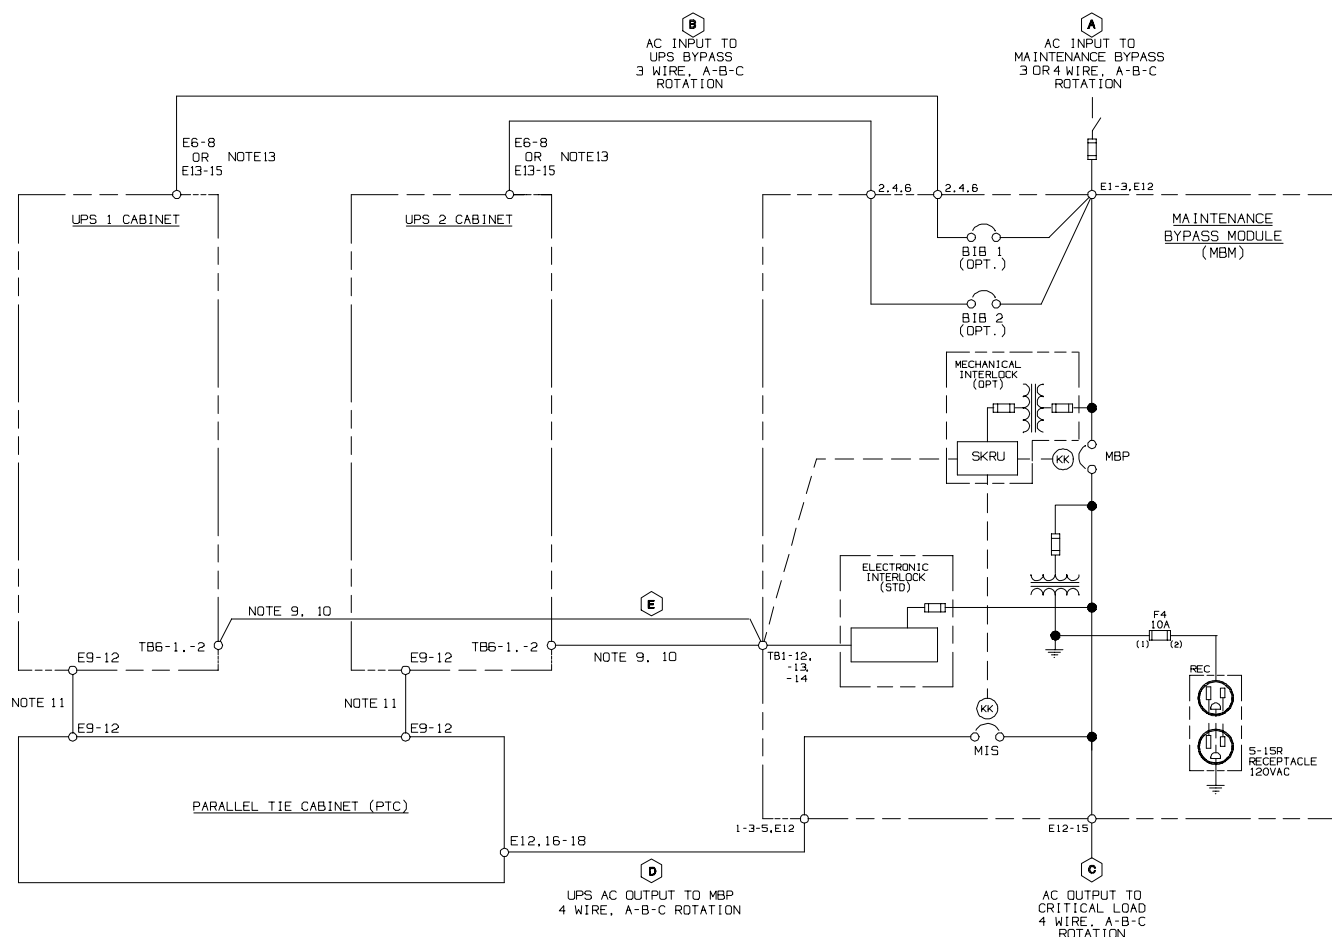 B
AC INPUT TO
UPS BYPASS
3 WIRE, A-B-C
ROTATION
A
AC INPUT TO
MAINTENANCE BYPASS
3 OR 4 WIRE, A-B-C
ROTATION
E6-8
OR
E13-15
NOTE13
E6-8
OR
E13-15
NOTE13
2,4,6
2,4,6
E1-3,E12
UPS 1 CABINET
UPS 2 CABINET
MAINTENANCE
BYPASS MODULE
(MBM)
BIB 1
(OPT.)
BIB 2
(OPT.)
MECHANICAL
INTERLOCK
(OPT)
SKRU
KK
MBP
ELECTRONIC
INTERLOCK
(STD)
NOTE 9, 10
E
F4
10A
(1)
(2)
TB6-1,-2
TB6-1,-2
NOTE 9, 10
TB1-12,
-13,
-14
E9-12
E9-12
REC
NOTE 11
NOTE 11
KK
E9-12
E9-12
MIS
5-15R
RECEPTACLE
120VAC
PARALLEL TIE CABINET (PTC)
1-3-5,E12
E12-15
E12,16-18
D
UPS AC OUTPUT TO MBP
4 WIRE, A-B-C ROTATION
C
AC OUTPUT TO
CRITICAL LOAD
4 WIRE, A-B-C
ROTATION